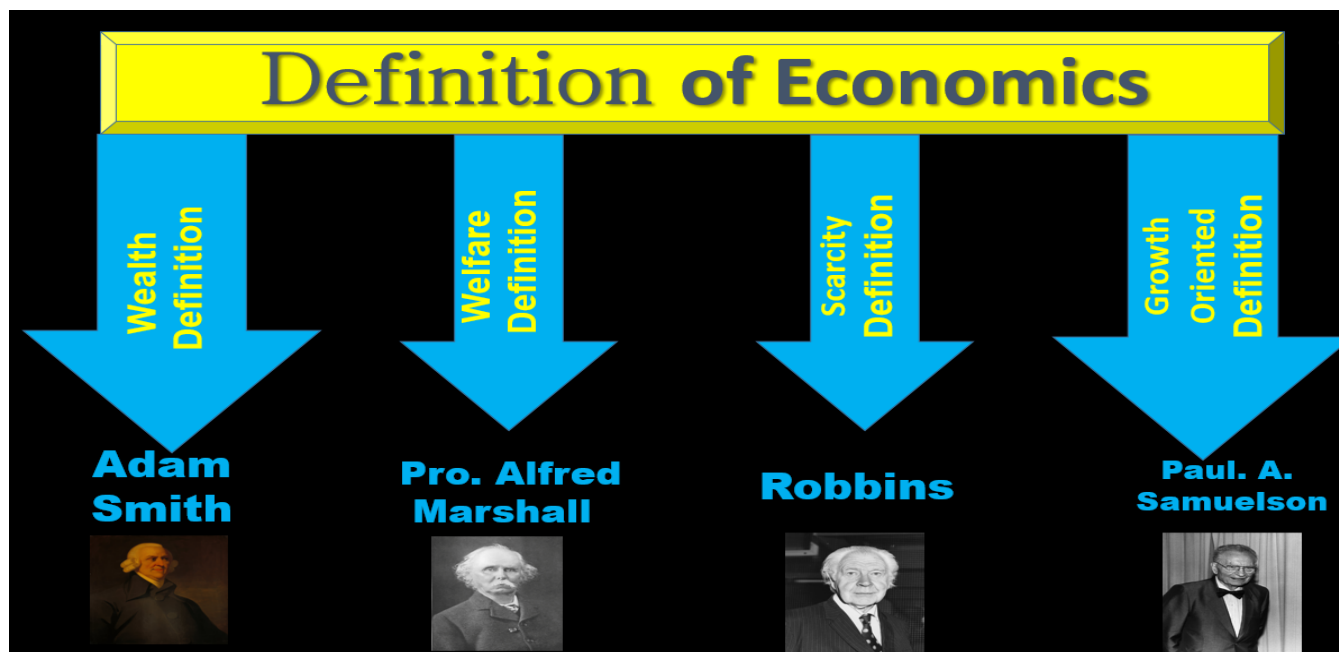 Definition of Economics
Wealth
Definition
Welfare
Definition
Scarcity
Definition
Growth
Oriented
Definition
Adam
Smith
Pro. Alfred
Marshall
Robbins
Paul. A.
Samuelson